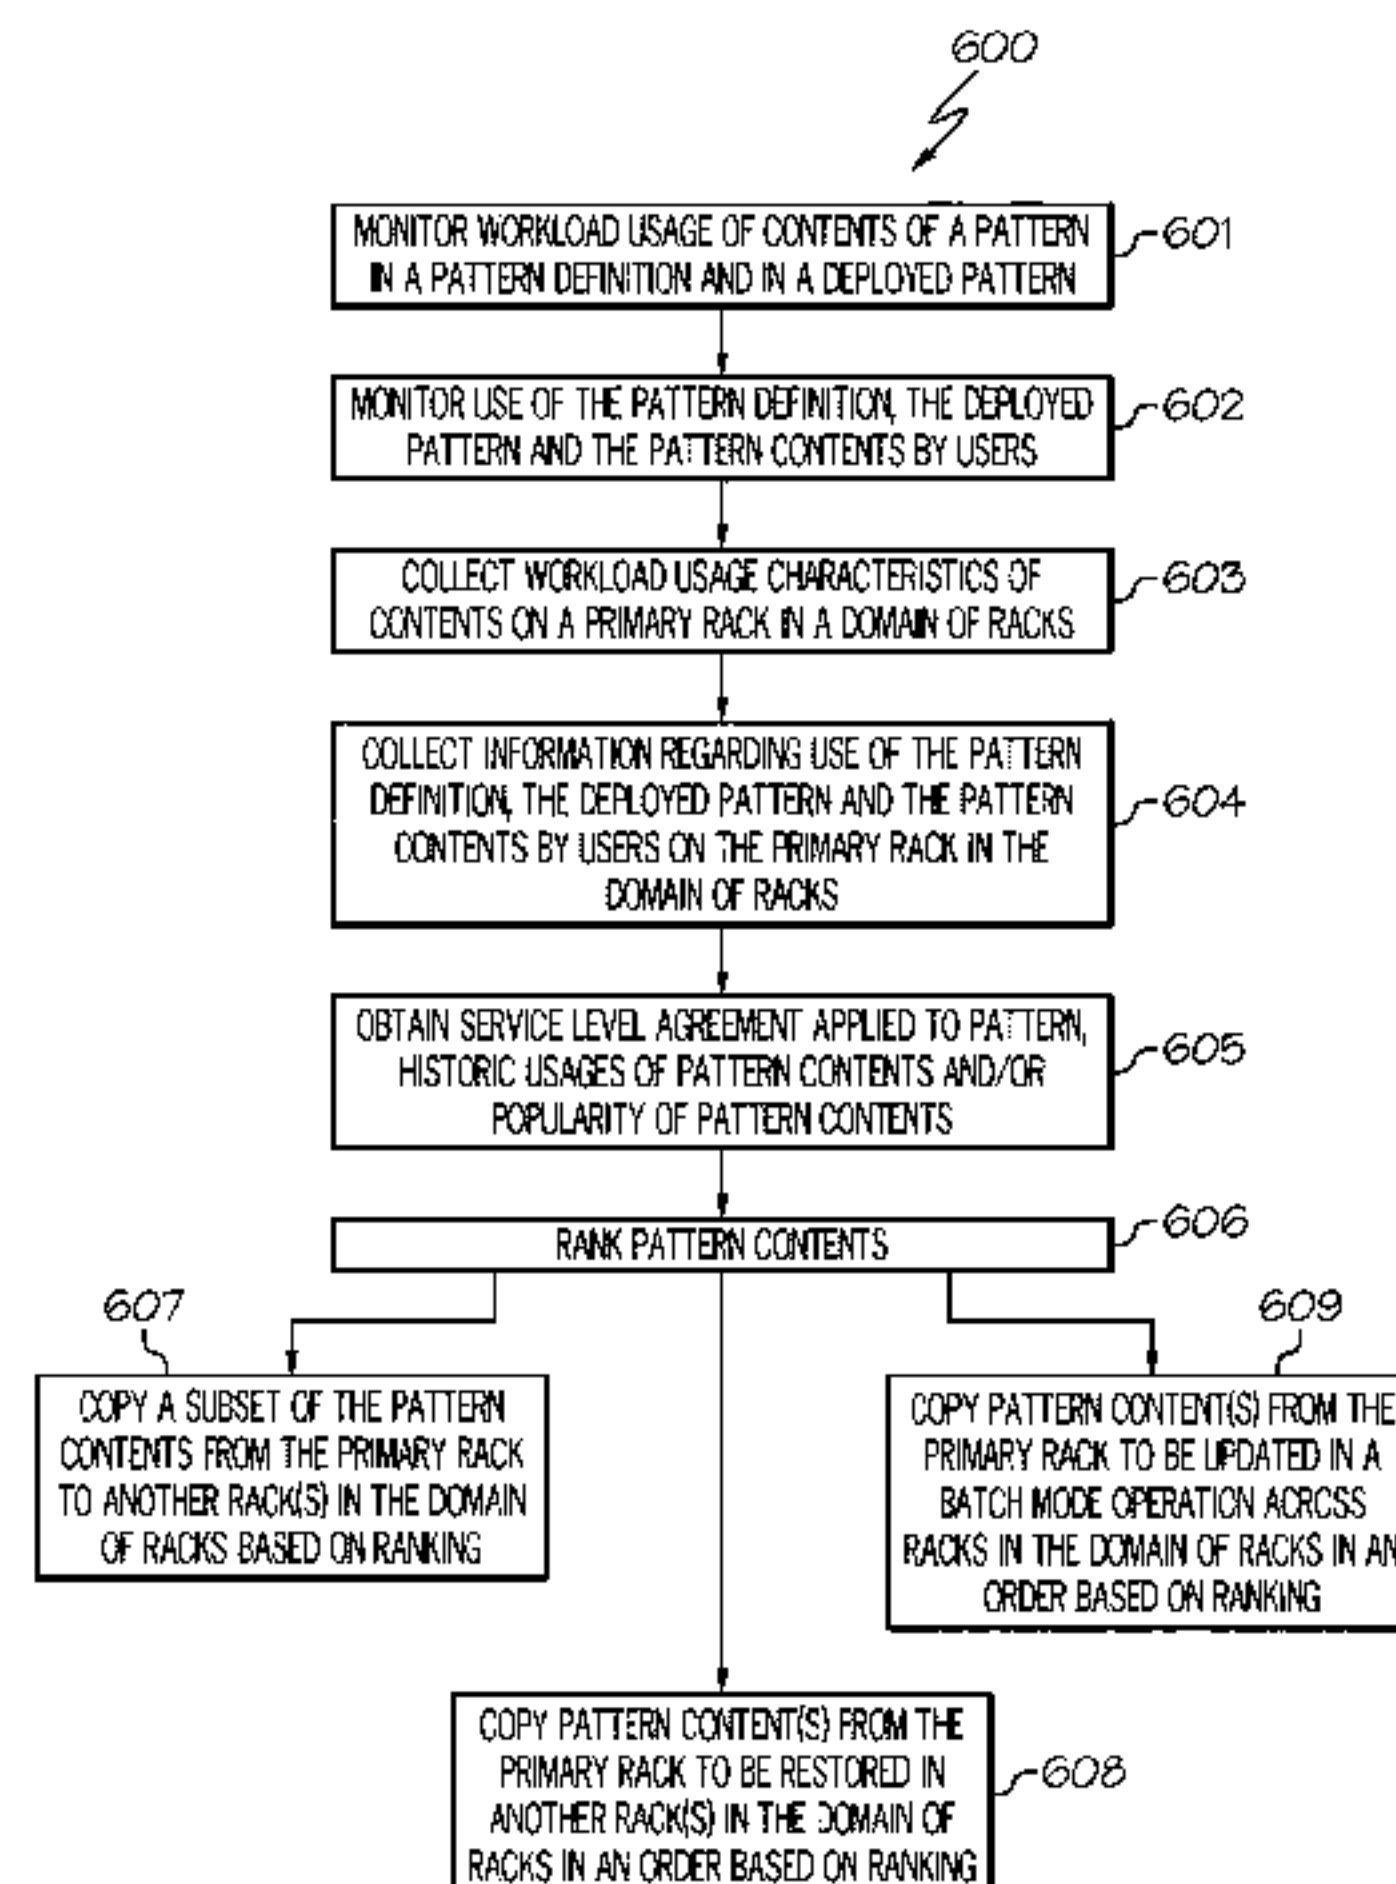 600
MONITOR WORKLOAD USAGE OF CONTENTS OF A PATTERN
IN A PATTERN DEFINITION AND IN A DEPLOYED PATTERN
601
MONITOR USE OF THE PATTERN DEFINITION, THE DEPLOYED
PATTERN AND THE PATTERN CONTENTS BY USERS
602
COLLECT WORKLOAD USAGE CHARACTERISTICS OF
CONTENTS ON A PRIMARY RACK IN A DOMAIN OF RACKS
603
COLLECT INFORMATION REGARDING USE OF THE PATTERN
DEFINITION, THE DEPLOYED PATTERN AND THE PATTERN
CONTENTS BY USERS ON THE PRIMARY RACK IN THE
DOMAIN OF RACKS
604
OBTAIN SERVICE LEVEL AGREEMENT APPLIED TO PATTERN,
HISTORIC USAGES OF PATTERN CONTENTS AND/OR
POPULARITY OF PATTERN CONTENTS
605
RANK PATTERN CONTENTS
606
607
COPY A SUBSET OF THE PATTERN
CONTENTS FROM THE PRIMARY RACK
TO ANOTHER RACK(S) IN THE DOMAIN
OF RACKS BASED ON RANKING
609
COPY PATTERN CONTENT(S) FROM THE
PRIMARY RACK TO BE UPDATED IN A
BATCH MODE OPERATION ACROSS
RACKS IN THE DOMAIN OF RACKS IN AN
ORDER BASED ON RANKING
COPY PATTERN CONTENT(S) FROM THE
PRIMARY RACK TO BE RESTORED IN
ANOTHER RACK(S) IN THE DOMAIN OF
RACKS IN AN ORDER BASED ON RANKING
608